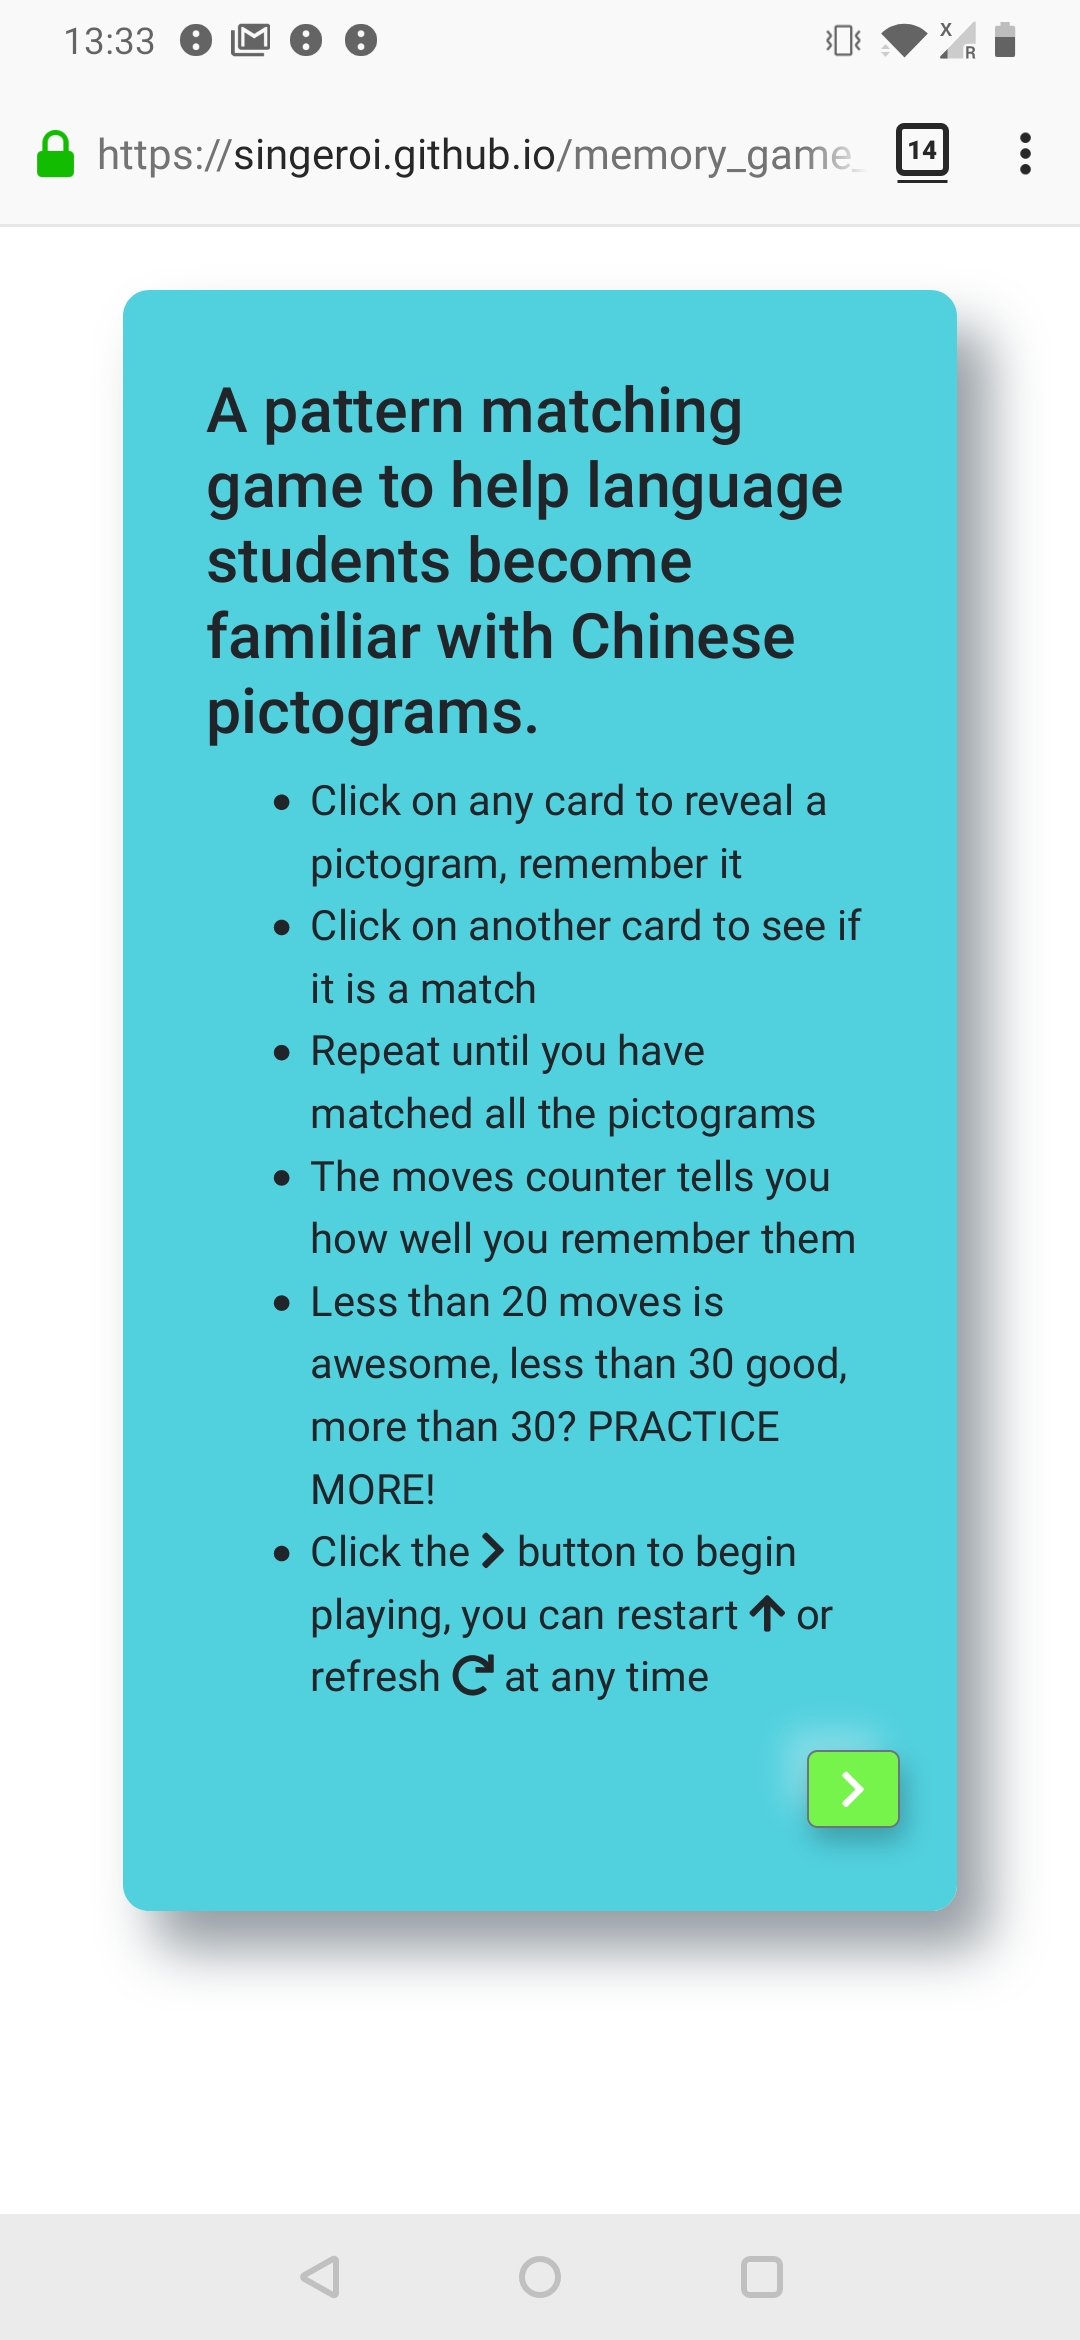 13:33
X
R
https://singeroi.github.io/memory_game_
14
A pattern matching
game to help language
students become
familiar with Chinese
pictograms.
Click on any card to reveal a
pictogram, remember it
Click on another card to see if
it is a match
Repeat until you have
matched all the pictograms
The moves counter tells you
how well you remember them
Less than 20 moves is
awesome, less than 30 good,
more than 30? PRACTICE
MORE!
Click the > button to begin
playing, you can restart ↑ or
refresh ↻ at any time